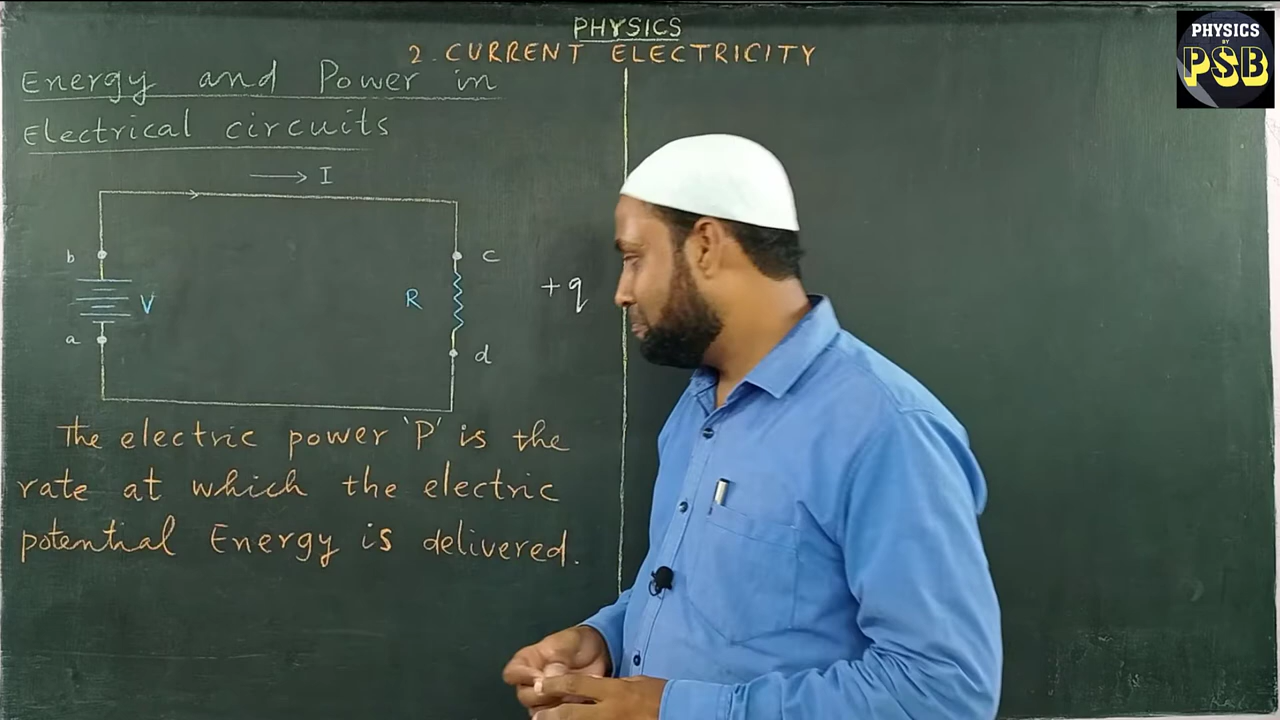 PHYSICS
2. CURRENT ELECTRICITY
Energy and Power in
Electrical circuits
I
b
c
V
R
+q
a
d
The electric power 'P' is the
rate at which the electric
potential Energy is delivered.
PHYSICS
BY
PSB